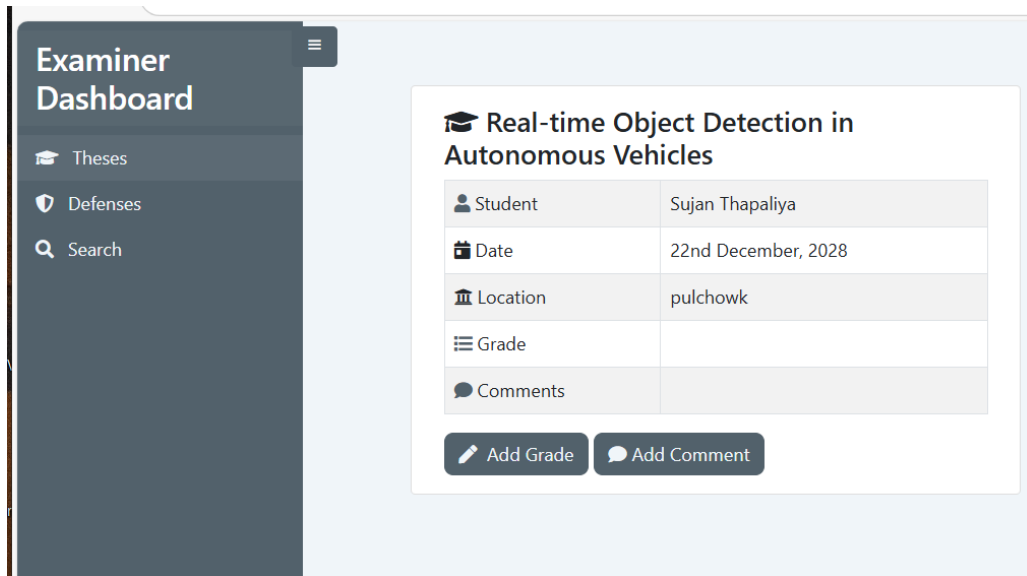 Examiner
Dashboard
Theses
Defenses
Search
Real-time Object Detection in
Autonomous Vehicles
Student Sujan Thapaliya
Date 22nd December, 2028
Location pulchowk
Grade
Comments
Add Grade Add Comment